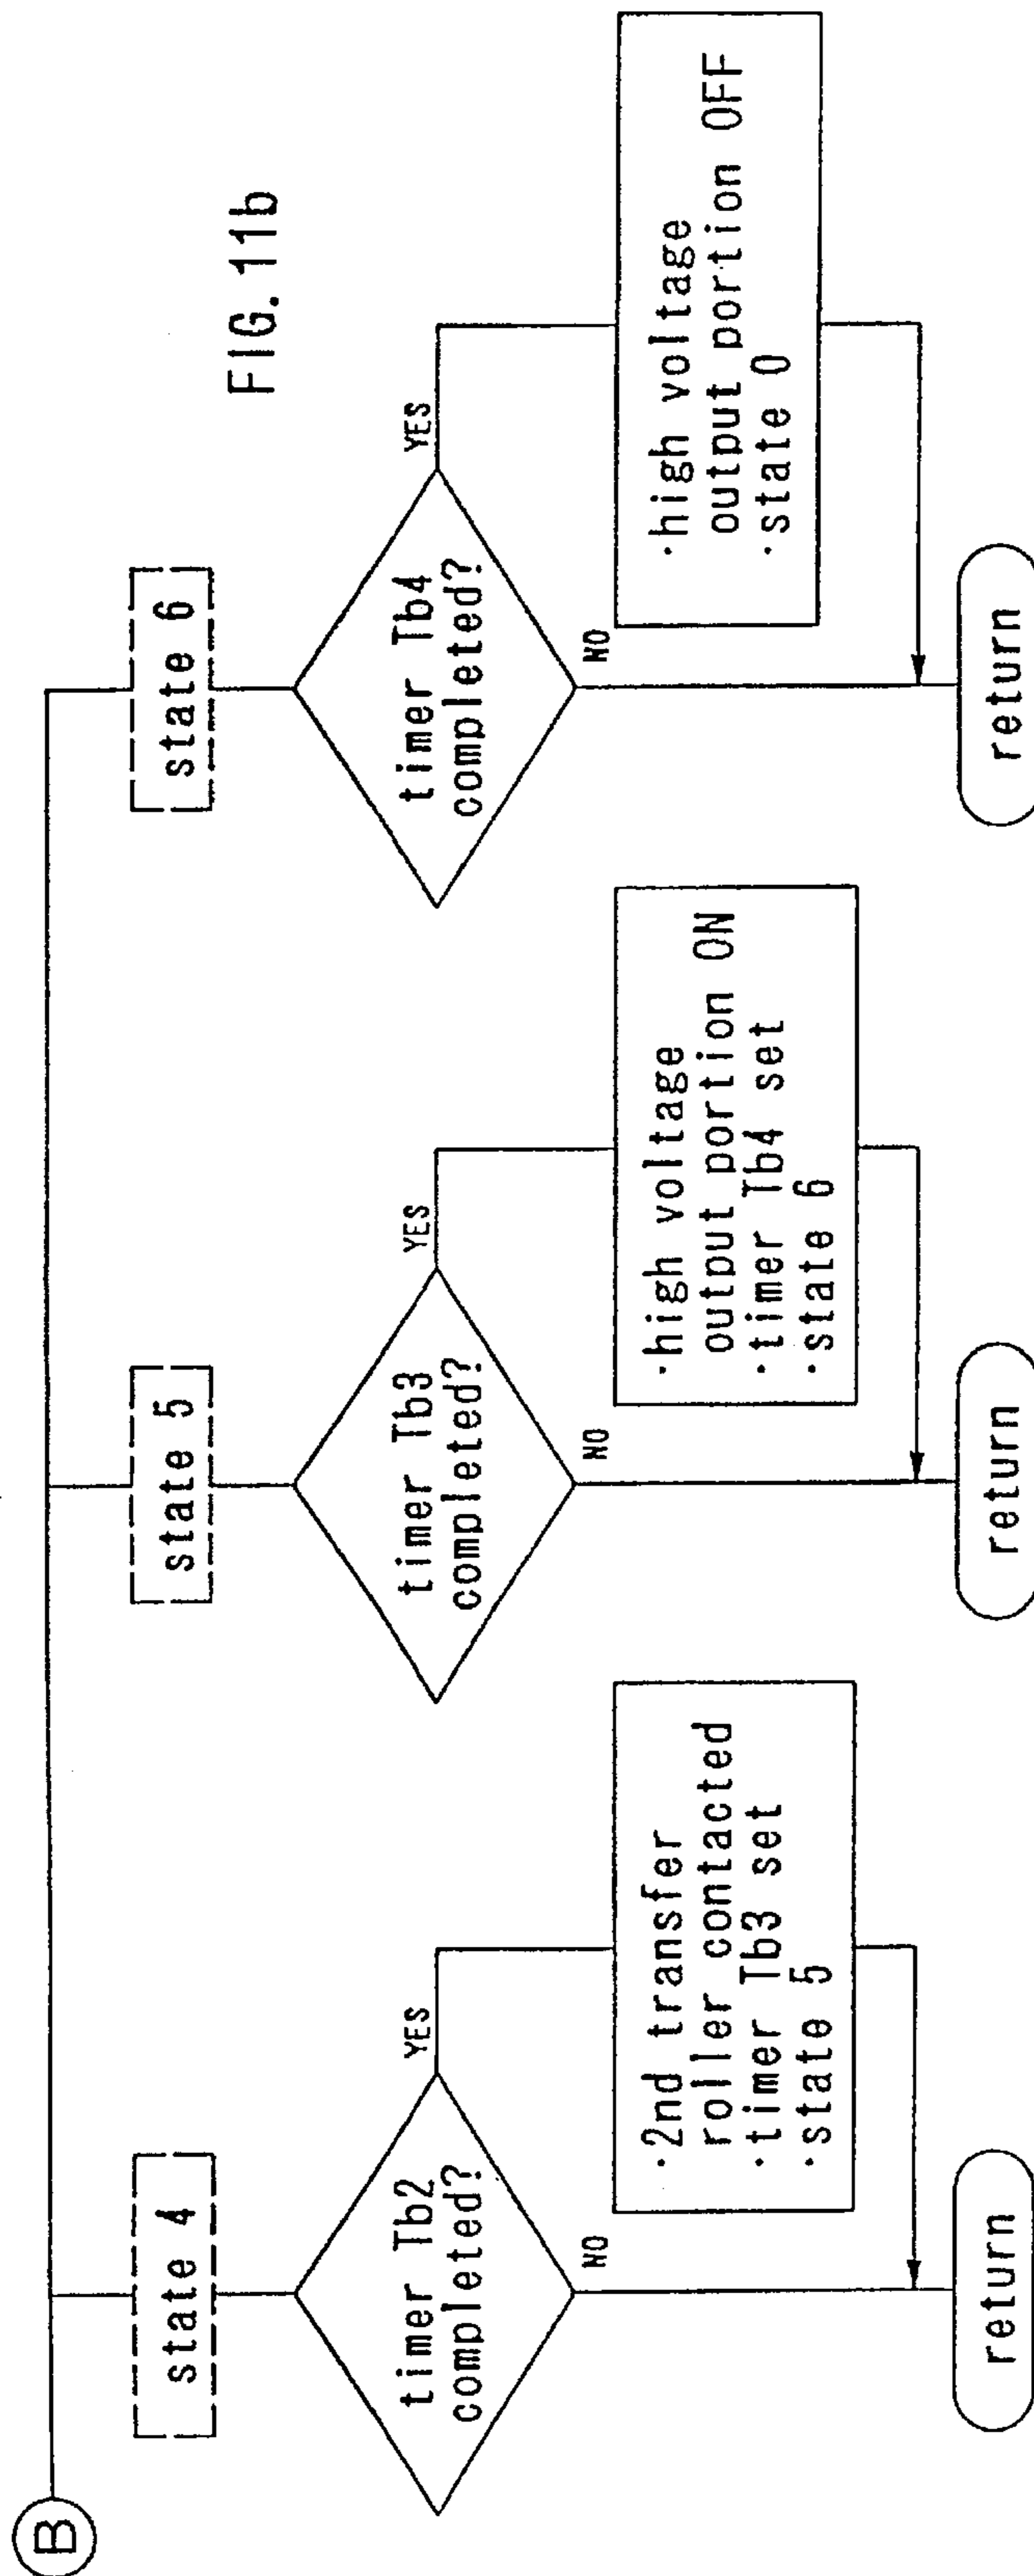 FIG. 11b
B
state 4
timer Tb2
completed?
YES
NO
·2nd transfer
roller contacted
·timer Tb3 set
·state 5
return
state 5
timer Tb3
completed?
YES
NO
·high voltage
output portion ON
·timer Tb4 set
·state 6
return
state 6
timer Tb4
completed?
YES
NO
·high voltage
output portion OFF
·state 0
return